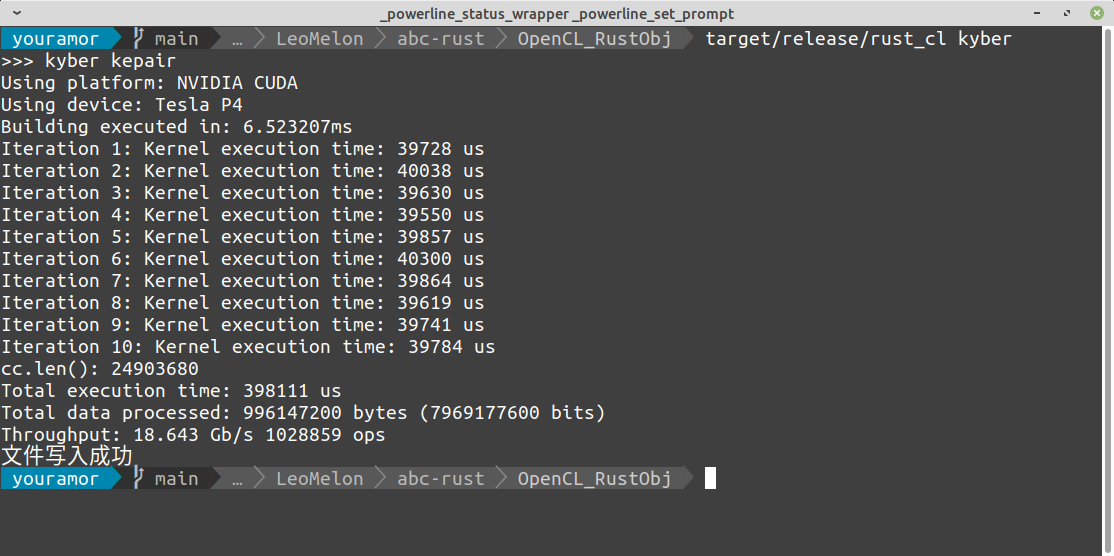 _powerline_status_wrapper _powerline_set_prompt
youramor main … LeoMelon abc-rust OpenCL_RustObj target/release/rust_cl kyber
>>> kyber kepair
Using platform: NVIDIA CUDA
Using device: Tesla P4
Building executed in: 6.523207ms
Iteration 1: Kernel execution time: 39728 us
Iteration 2: Kernel execution time: 40038 us
Iteration 3: Kernel execution time: 39630 us
Iteration 4: Kernel execution time: 39550 us
Iteration 5: Kernel execution time: 39857 us
Iteration 6: Kernel execution time: 40300 us
Iteration 7: Kernel execution time: 39864 us
Iteration 8: Kernel execution time: 39619 us
Iteration 9: Kernel execution time: 39741 us
Iteration 10: Kernel execution time: 39784 us
cc.len(): 24903680
Total execution time: 398111 us
Total data processed: 996147200 bytes (7969177600 bits)
Throughput: 18.643 Gb/s 1028859 ops
文件写入成功
youramor main … LeoMelon abc-rust OpenCL_RustObj